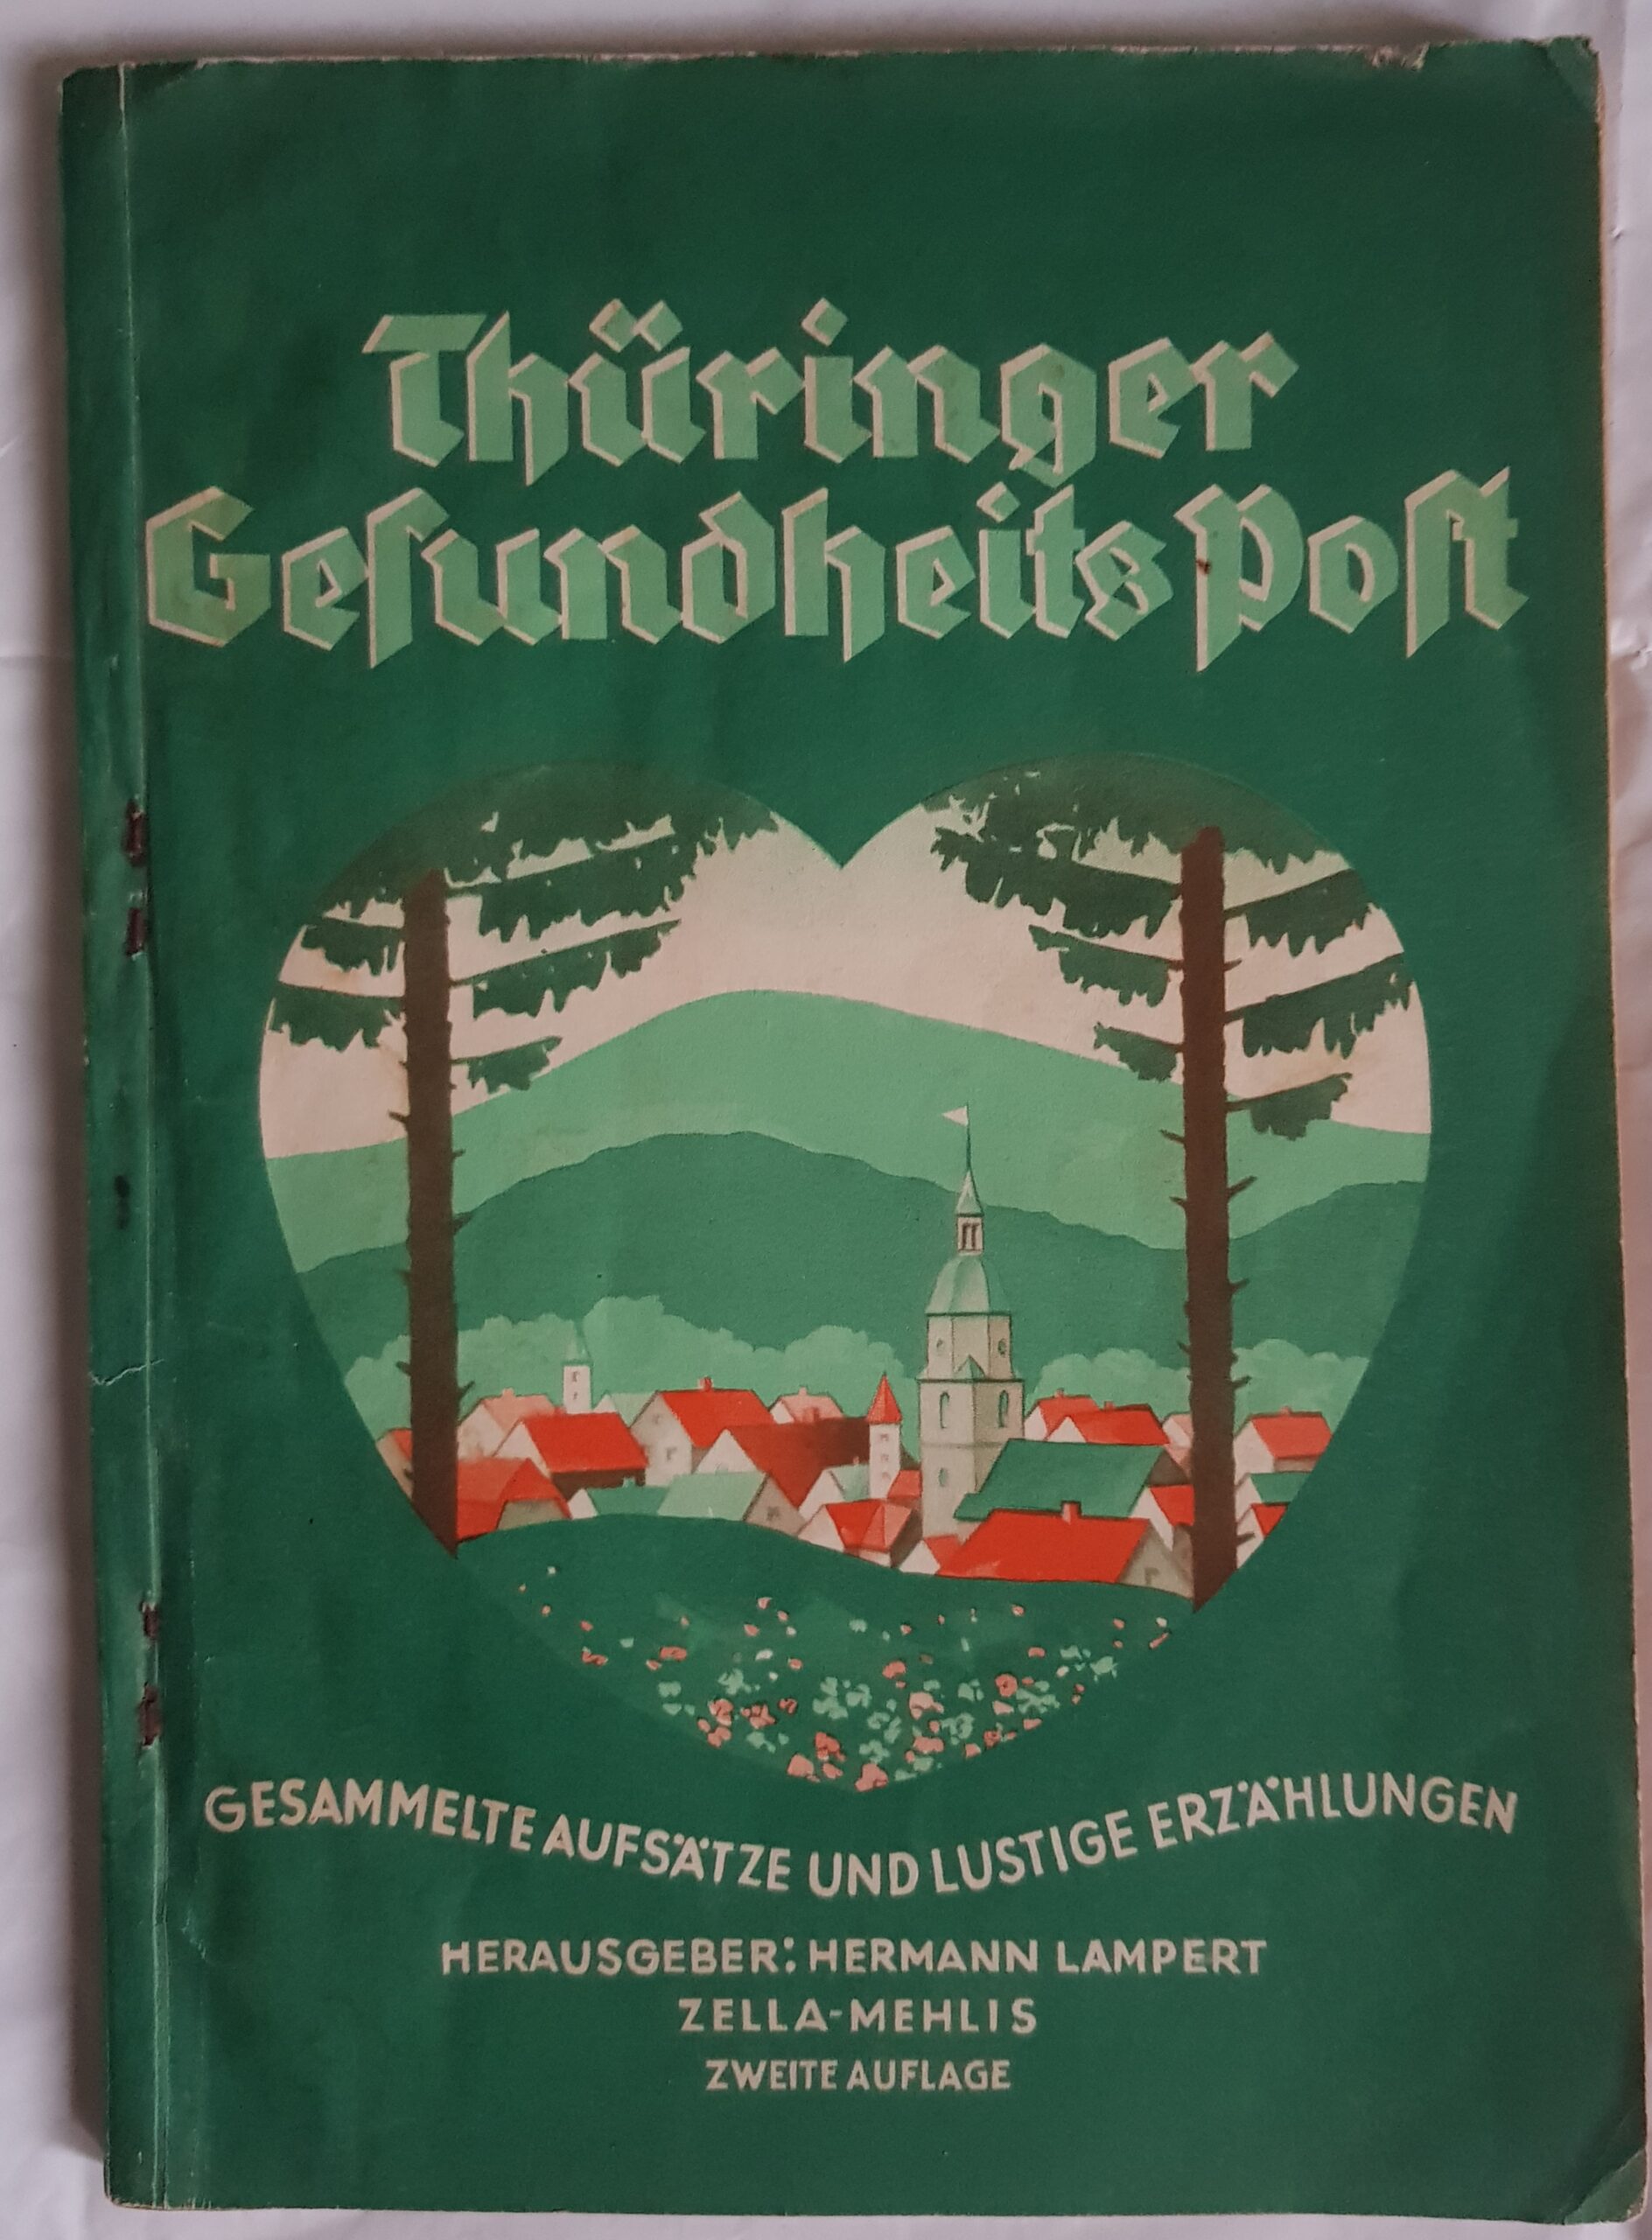 Thüringer
Gesundheits Post
GESAMMELTE AUFSÄTZE UND LUSTIGE ERZÄHLUNGEN
HERAUSGEBER: HERMANN LAMPERT
ZELLA-MEHLIS
ZWEITE AUFLAGE